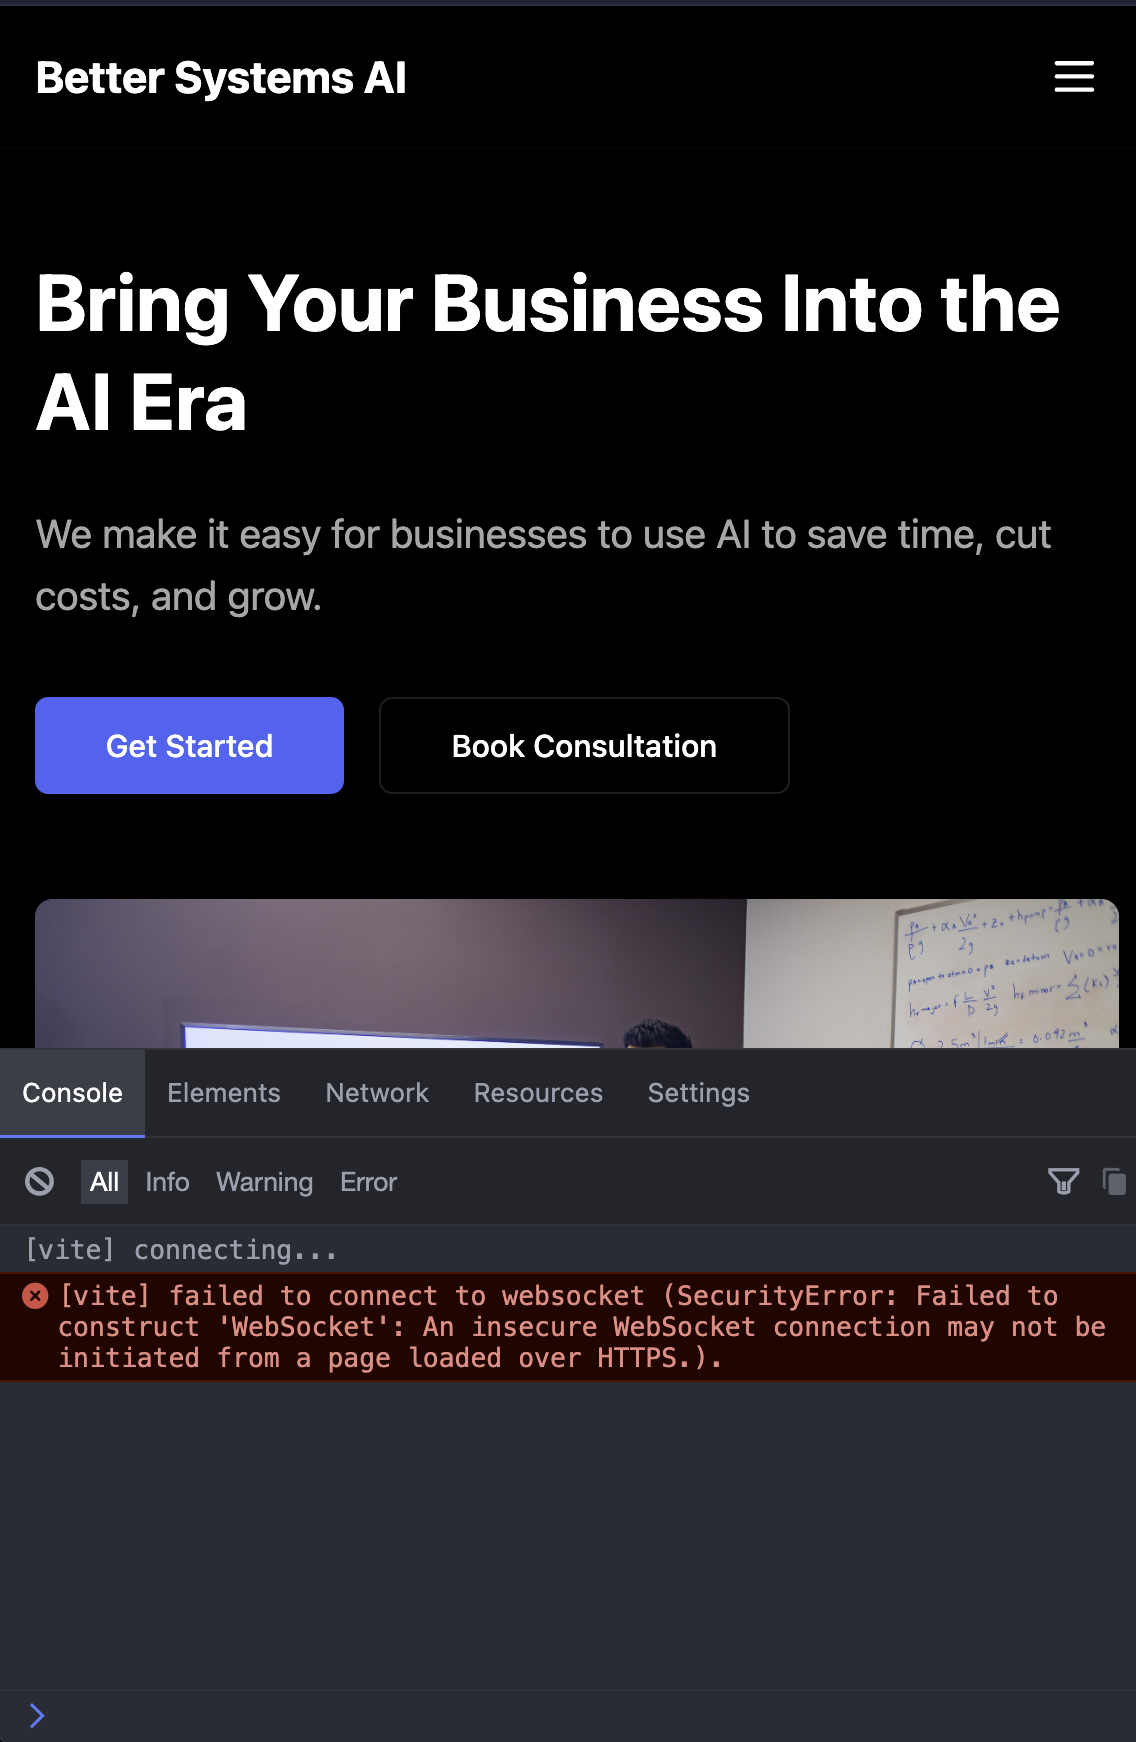 Better Systems AI
Bring Your Business Into the
AI Era
We make it easy for businesses to use AI to save time, cut
costs, and grow.
Get Started
Book Consultation
Console
Elements
Network
Resources
Settings
All
Info
Warning
Error
[vite] connecting...
[vite] failed to connect to websocket (SecurityError: Failed to
construct 'WebSocket': An insecure WebSocket connection may not be
initiated from a page loaded over HTTPS.).